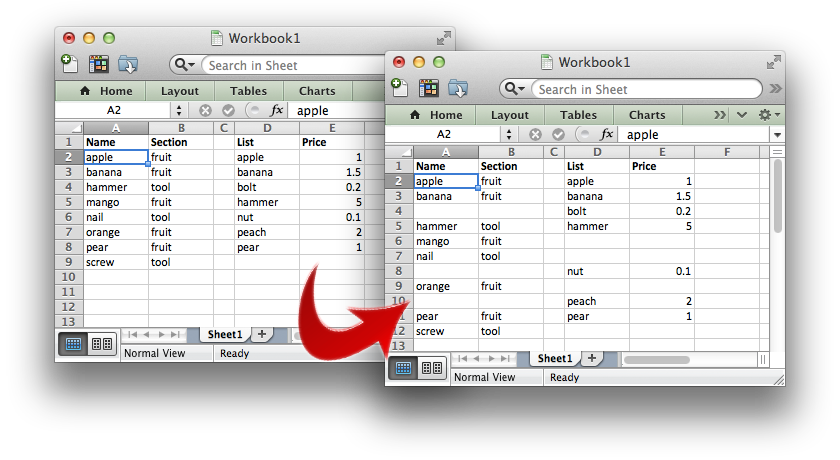 Workbook1
Search in Sheet
Home Layout Tables Charts
A2 fx apple
A B C D E
1 Name Section List Price
2 apple fruit apple 1
3 banana fruit banana 1.5
4 hammer tool bolt 0.2
5 mango fruit hammer 5
6 nail tool nut 0.1
7 orange fruit peach 2
8 pear fruit pear 1
9 screw tool
10
11
12
13
Sheet1
Normal View Ready
Workbook1
Search in Sheet
Home Layout Tables Charts
A2 fx apple
A B C D E F
1 Name Section List Price
2 apple fruit apple 1
3 banana fruit banana 1.5
4 bolt 0.2
5 hammer tool hammer 5
6 mango fruit
7 nail tool
8 nut 0.1
9 orange fruit
10 peach 2
11 pear fruit pear 1
12 screw tool
13
Sheet1
Normal View Ready